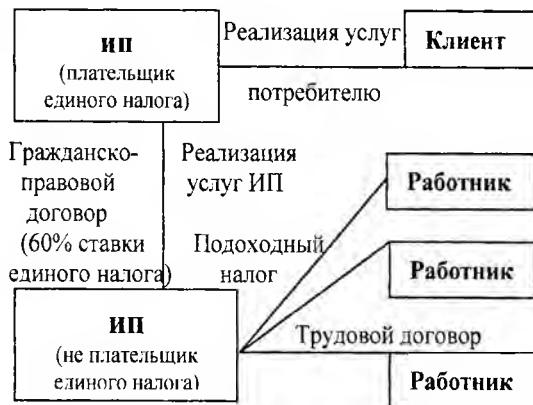 ИП
(плательщик
единого налога)
Реализация услуг
Клиент
потребителю
Гражданско-
правовой
договор
(60% ставки
единого налога)
Реализация
услуг ИП
Подоходный
налог
Работник
Работник
Трудовой договор
Работник
ИП
(не плательщик
единого налога)